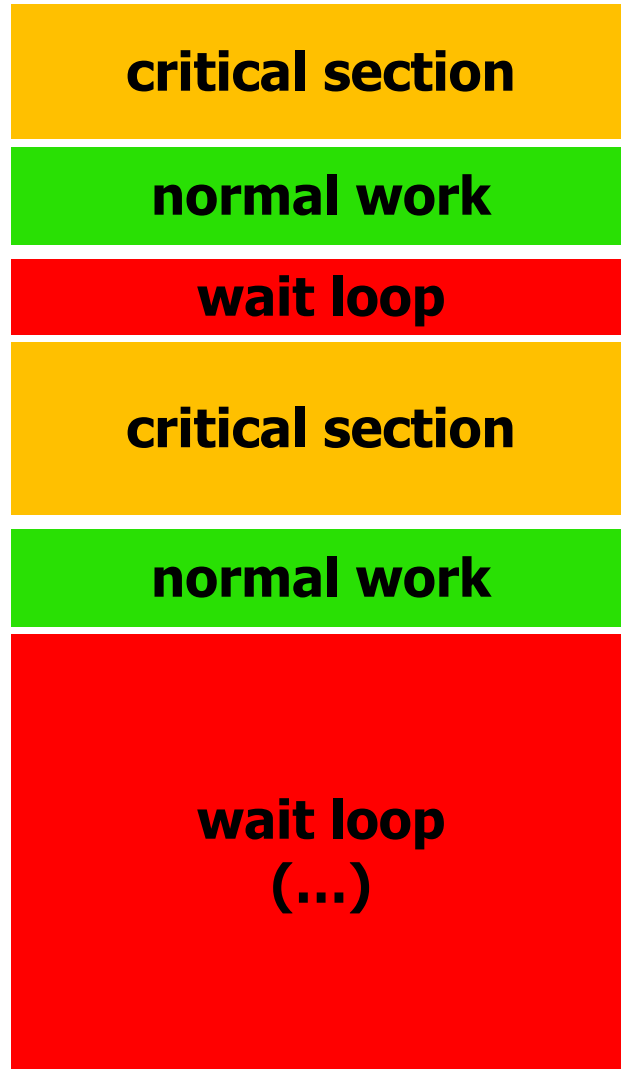 critical section
normal work
wait loop
critical section
normal work
wait loop
(...)